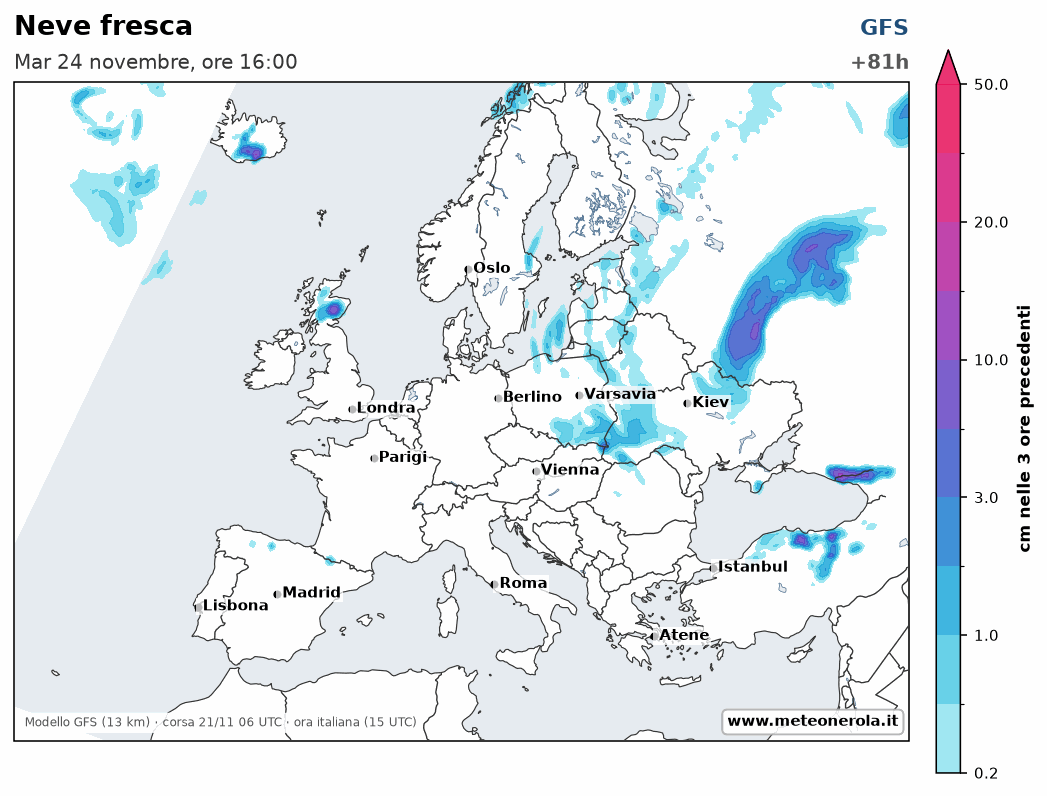 Neve fresca
GFS
Mar 24 novembre, ore 16:00
+81h
50.0
20.0
10.0
3.0
1.0
0.2
cm nelle 3 ore precedenti
Oslo
Berlino
Varsavia
Kiev
Londra
Parigi
Vienna
Istanbul
Roma
Madrid
Lisbona
Atene
Modello GFS (13 km) · corsa 21/11 06 UTC · ora italiana (15 UTC)
www.meteonerola.it